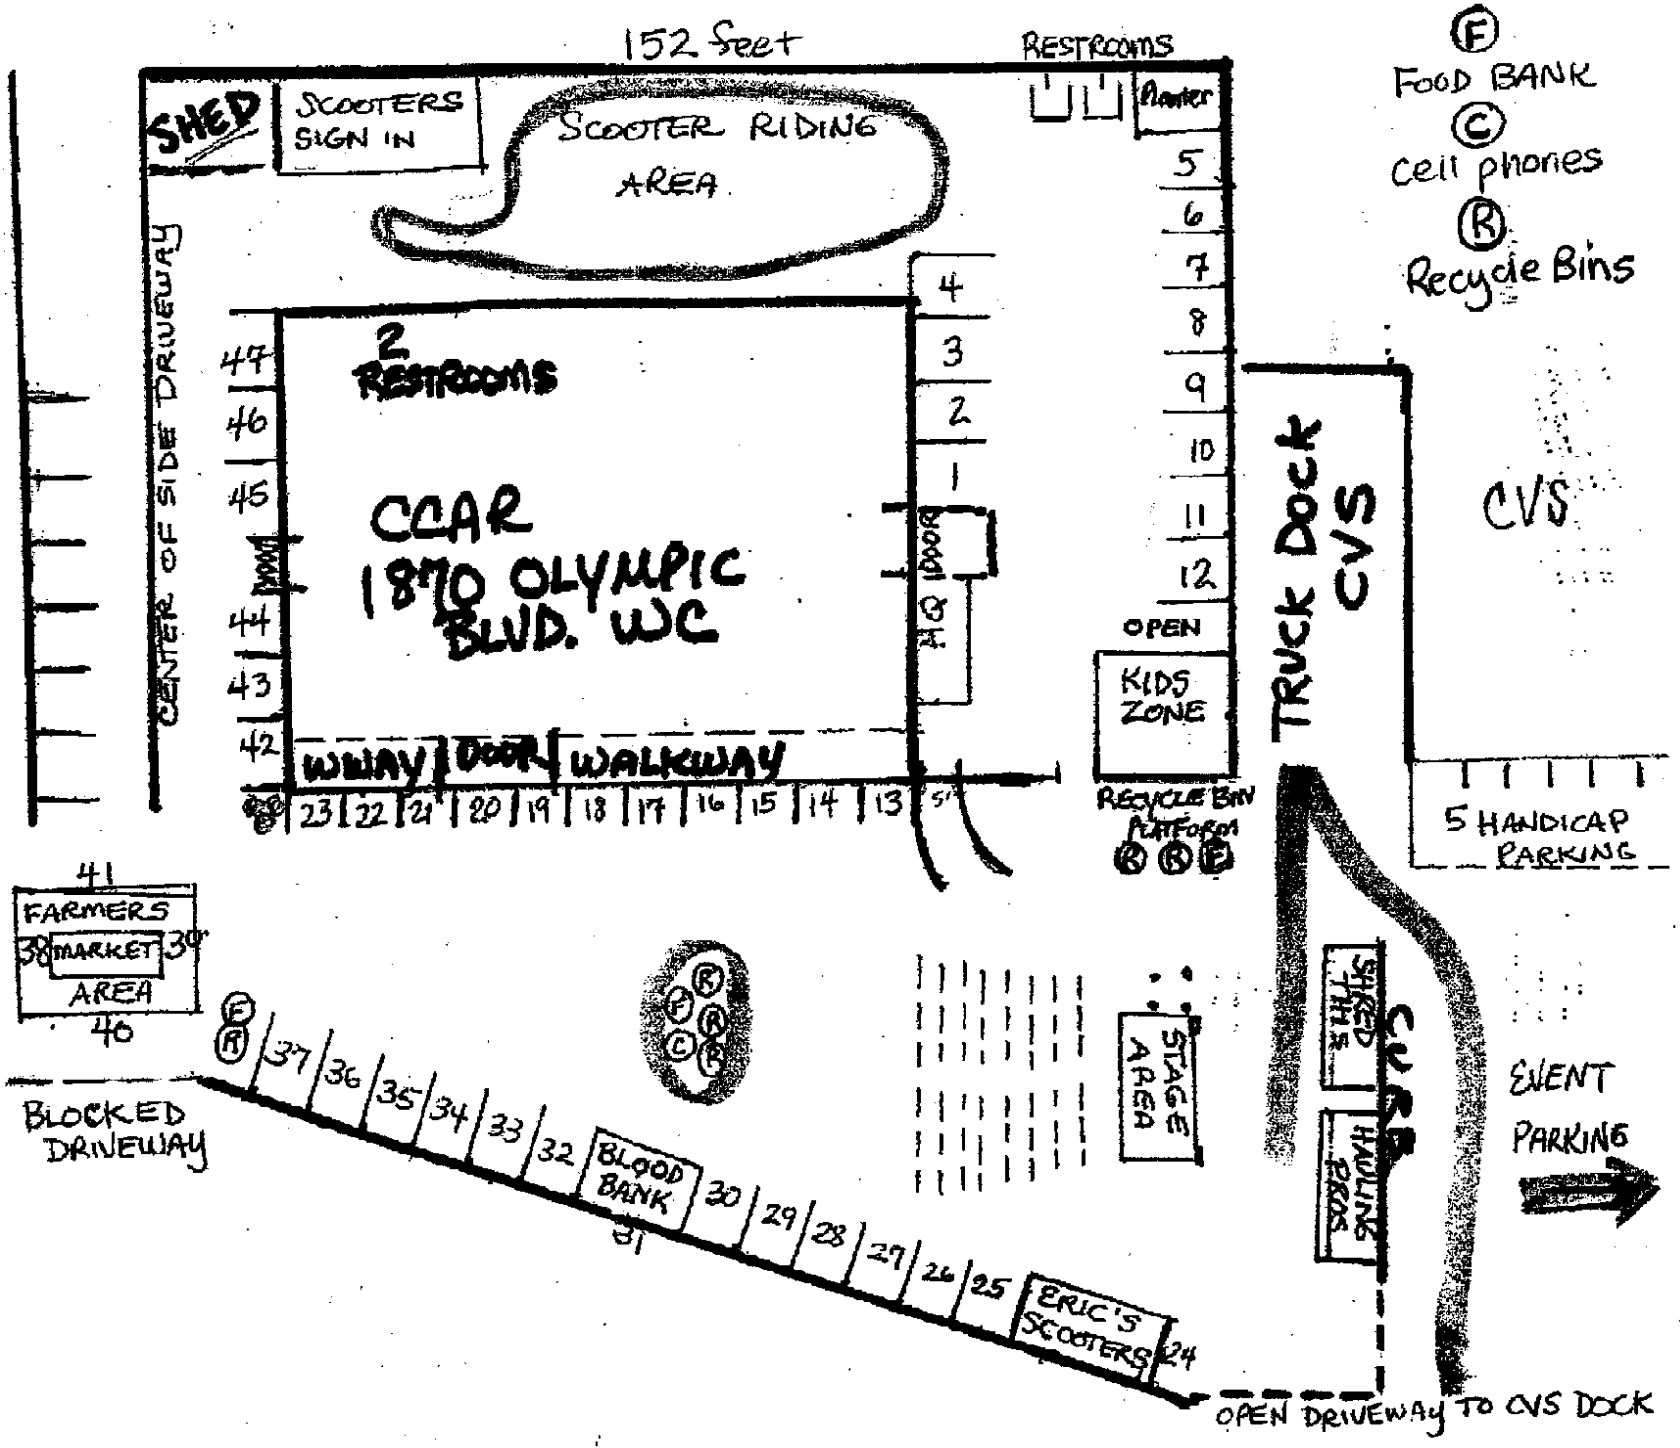 152 feet
RESTROOMS
F
FOOD BANK
C
Cell phones
R
Recycle Bins
SHED
SCOOTERS
SIGN IN
SCOOTER RIDING
AREA
Planter
5
6
7
8
9
10
11
12
OPEN
KIDS
ZONE
RECYCLE BIN
PLATFORM
R R F
CENTER OF SIDE DRIVEWAY
47
46
45
DOOR
44
43
42
2
RESTROOMS
CCAR
1870 OLYMPIC
BLVD. WC
4
3
2
1
DOOR
HQ
WWAY DOOR WALKWAY
23 22 21 20 19 18 17 16 15 14 13 5'
TRUCK DOCK
CVS
CVS
5 HANDICAP
PARKING
41
FARMERS
38 MARKET 39
AREA
40
BLOCKED
DRIVEWAY
F
R
37
36
35
34
33
32
BLOOD
BANK
31
30
29
28
27
26
25
ERIC'S
SCOOTERS
24
R
F
R
C
R
STAGE
AREA
SHRED
THIS
HAULING
PROS
CURB
EVENT
PARKING
OPEN DRIVEWAY TO CVS DOCK